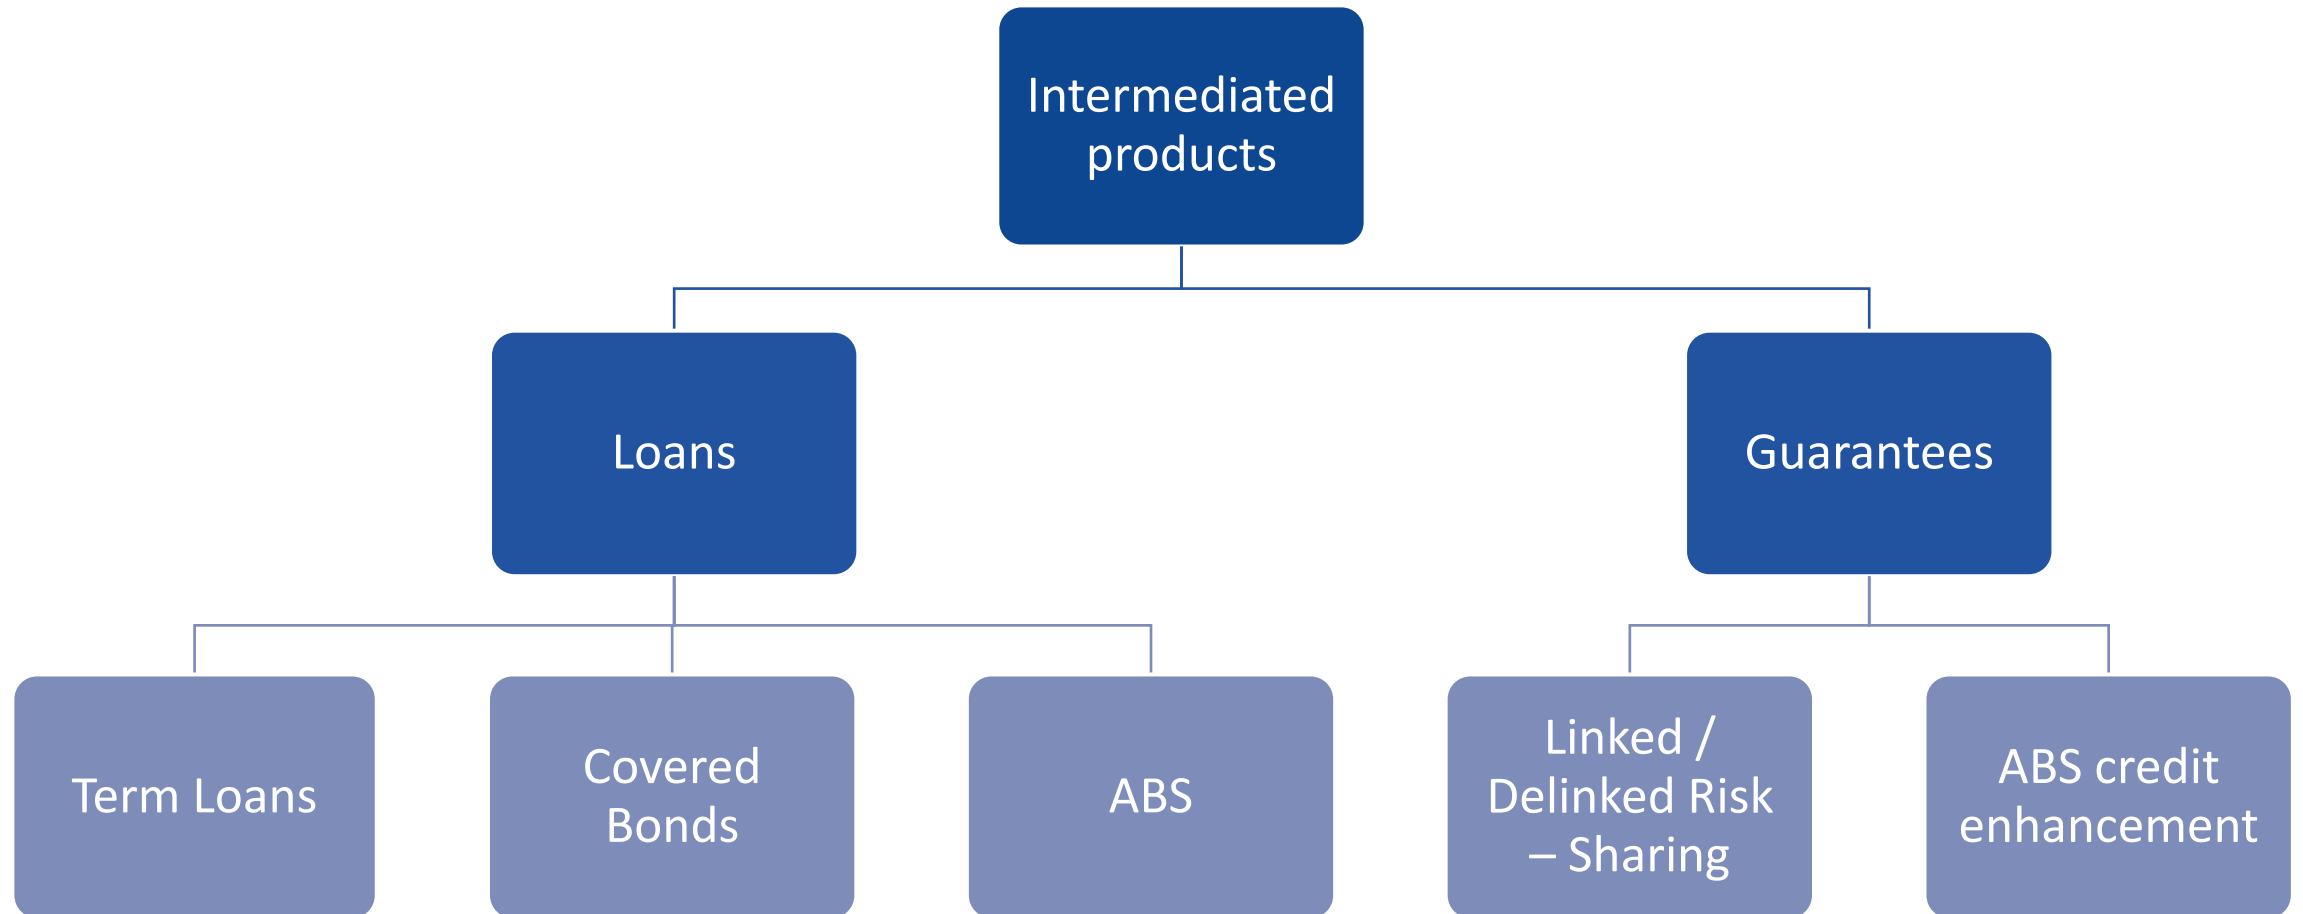 Intermediated
products
Loans
Guarantees
Term Loans
Covered
Bonds
ABS
Linked /
Delinked Risk
– Sharing
ABS credit
enhancement